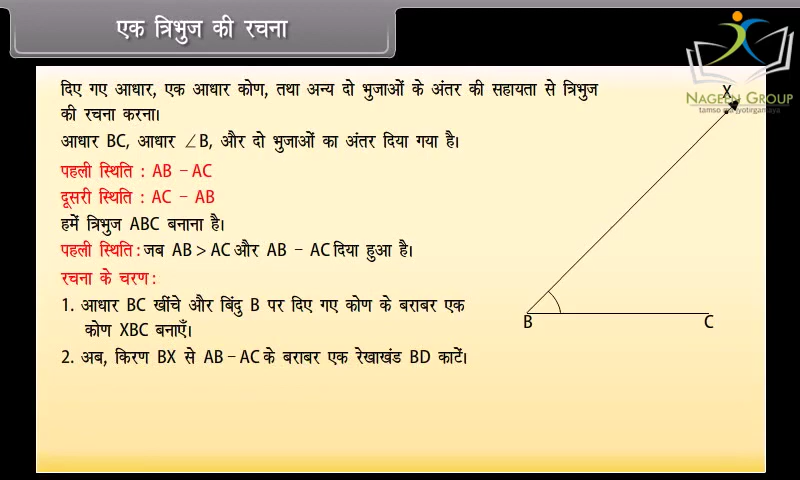 एक त्रिभुज की रचना
NAGEEN GROUP
tamso ma jyotirgamaya
दिए गए आधार, एक आधार कोण, तथा अन्य दो भुजाओं के अंतर की सहायता से त्रिभुज
की रचना करना।
आधार BC, आधार ∠B, और दो भुजाओं का अंतर दिया गया है।
पहली स्थिति : AB – AC
दूसरी स्थिति : AC – AB
हमें त्रिभुज ABC बनाना है।
पहली स्थिति: जब AB > AC और AB – AC दिया हुआ है।
रचना के चरण:
1. आधार BC खींचे और बिंदु B पर दिए गए कोण के बराबर एक
कोण XBC बनाएँ।
2. अब, किरण BX से AB – AC के बराबर एक रेखाखंड BD काटें।
X
B
C